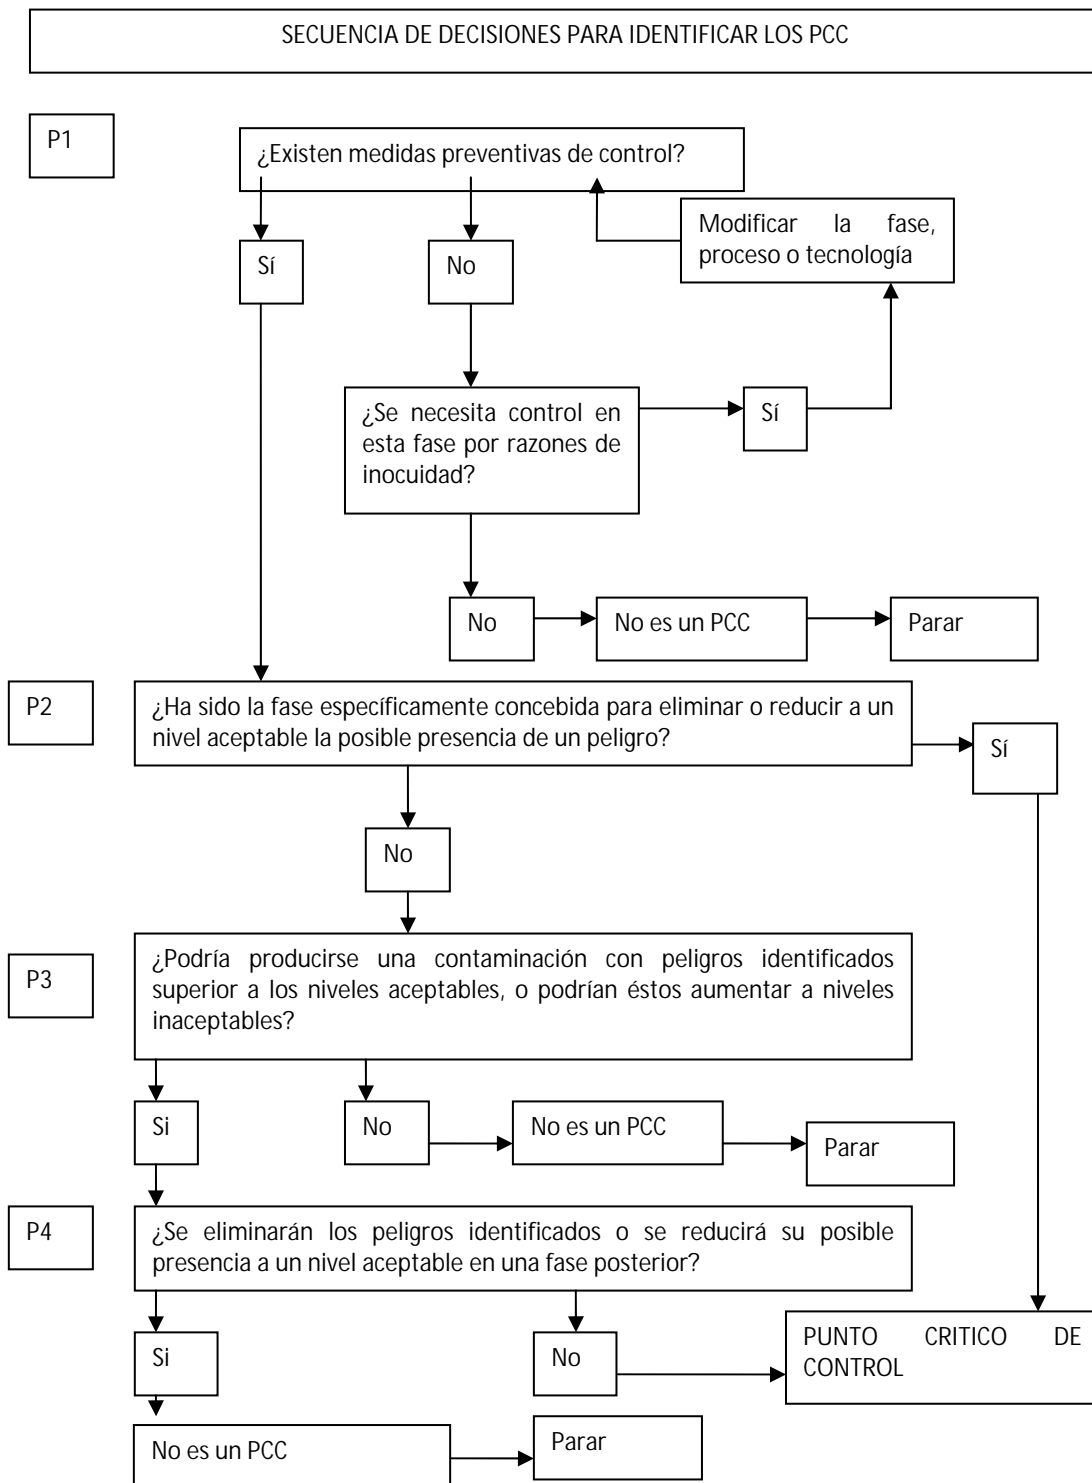 SECUENCIA DE DECISIONES PARA IDENTIFICAR LOS PCC
P1
¿Existen medidas preventivas de control?
Modificar la fase,
proceso o tecnología
Sí
No
¿Se necesita control en
esta fase por razones de
inocuidad?
Sí
No
No es un PCC
Parar
P2
¿Ha sido la fase específicamente concebida para eliminar o reducir a un
nivel aceptable la posible presencia de un peligro?
Sí
No
P3
¿Podría producirse una contaminación con peligros identificados
superior a los niveles aceptables, o podrían éstos aumentar a niveles
inaceptables?
Si
No
No es un PCC
Parar
P4
¿Se eliminarán los peligros identificados o se reducirá su posible
presencia a un nivel aceptable en una fase posterior?
Si
No
PUNTO CRITICO DE
CONTROL
No es un PCC
Parar